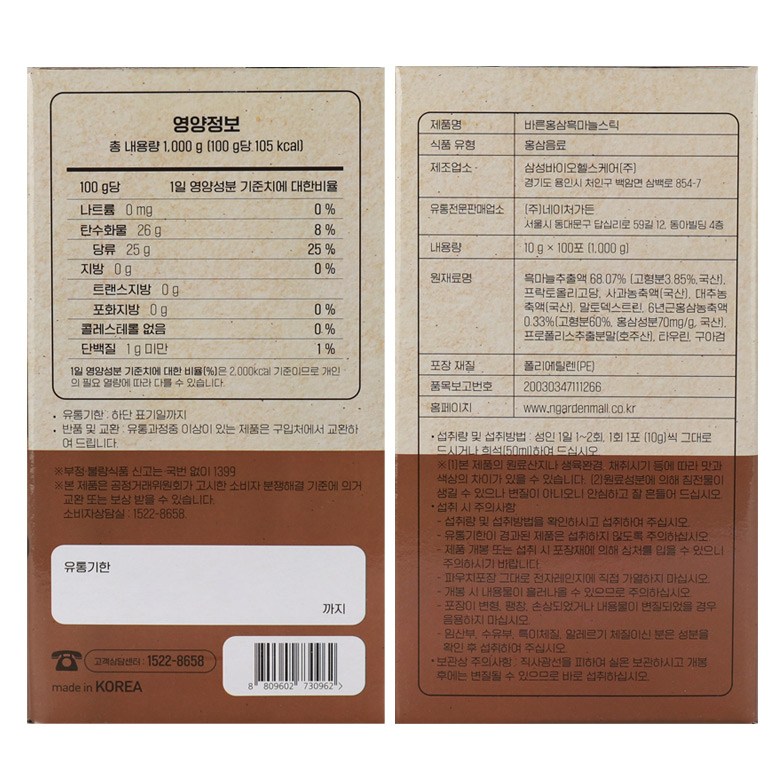 영양정보
총 내용량 1,000 g (100 g당 105 kcal)
100 g당 1일 영양성분 기준치에 대한비율
나트륨 0 mg 0 %
탄수화물 26 g 8 %
당류 25 g 25 %
지방 0 g 0 %
트랜스지방 0 g
포화지방 0 g 0 %
콜레스테롤 없음 0 %
단백질 1 g 미만 1 %
1일 영양성분 기준치에 대한 비율(%)은 2,000kcal 기준이므로 개인
의 필요 열량에 따라 다를 수 있습니다.
• 유통기한 : 하단 표기일까지
• 반품 및 교환 : 유통과정중 이상이 있는 제품은 구입처에서 교환하
여 드립니다.
※부정·불량식품 신고는 국번 없이 1399
※본 제품은 공정거래위원회가 고시한 소비자 분쟁해결 기준에 의거
교환 또는 보상 받을 수 있습니다.
소비자상담실 : 1522-8658.
유통기한
까지
고객상담센터 : 1522-8658
made in KOREA
8 809602 730962 >
제품명 바른홍삼흑마늘스틱
식품 유형 홍삼음료
제조업소 삼성바이오헬스케어(주)
경기도 용인시 처인구 백암면 삼백로 854-7
유통전문판매업소 (주)네이처가든
서울시 동대문구 답십리로 59길 12, 동아빌딩 4층
내용량 10 g × 100포 (1,000 g)
원재료명 흑마늘추출액 68.07% (고형분3.85%,국산),
프락토올리고당, 사과농축액(국산), 대추농
축액(국산), 말토덱스트린, 6년근홍삼농축액
0.33%(고형분60%, 홍삼성분70mg/g, 국산),
프로폴리스추출분말(호주산), 타우린, 구아검
포장 재질 폴리에틸렌(PE)
품목보고번호 20030347111266
홈페이지 www.ngardenmall.co.kr
• 섭취량 및 섭취방법 : 성인 1일 1~2회, 1회 1포 (10g)씩 그대로
드시거나 희석(50ml)하여 드십시오.
※(1)본 제품의 원료산지나 생육환경, 채취시기 등에 따라 맛과
색상의 차이가 있을 수 있습니다. (2)원료성분에 의해 침전물이
생길 수 있으나 변질이 아니오니 안심하고 잘 흔들어 드십시오.
• 섭취 시 주의사항
- 섭취량 및 섭취방법을 확인하시고 섭취하여 주십시오.
- 유통기한이 경과된 제품은 섭취하지 않도록 주의하십시오.
- 제품 개봉 또는 섭취 시 포장재에 의해 상처를 입을 수 있으니
주의하시기 바랍니다.
- 파우치포장 그대로 전자레인지에 직접 가열하지 마십시오.
- 개봉 시 내용물이 흘러나올 수 있으므로 주의하십시오.
- 포장이 변형, 팽창, 손상되었거나 내용물이 변질되었을 경우
음용하지 마십시오.
- 임산부, 수유부, 특이체질, 알레르기 체질이신 분은 성분을
확인 후 섭취하여 주십시오.
• 보관상 주의사항 : 직사광선을 피하여 실온 보관하시고 개봉
후에는 변질될 수 있으므로 바로 섭취하십시오.